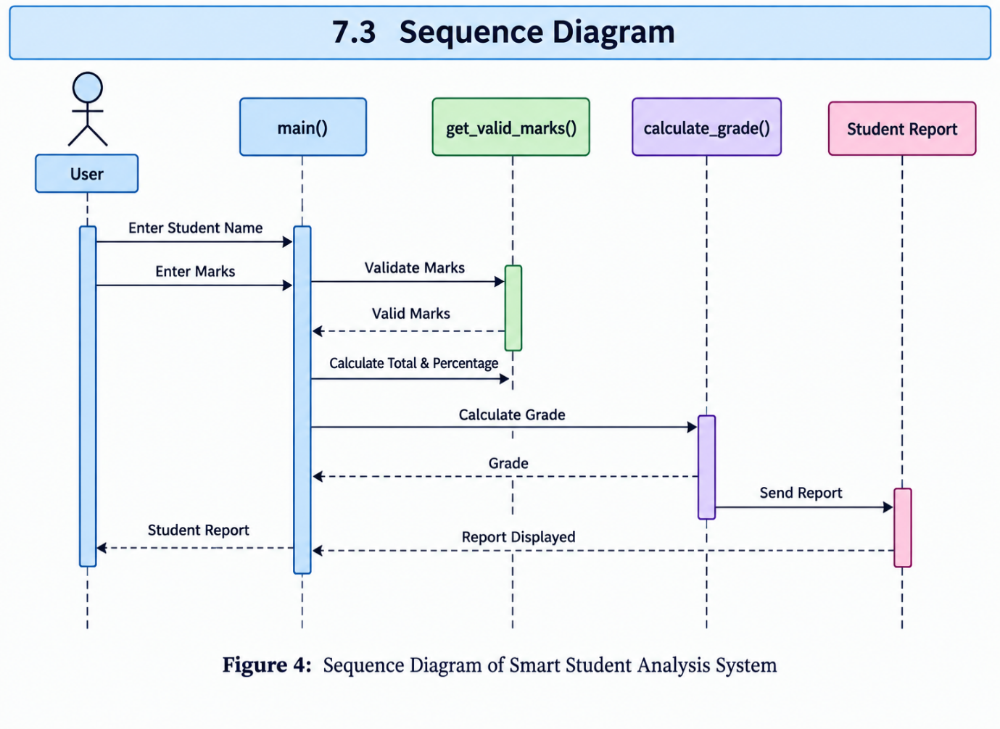 7.3 Sequence Diagram
main()
get_valid_marks()
calculate_grade()
Student Report
User
Enter Student Name
Enter Marks
Validate Marks
Valid Marks
Calculate Total & Percentage
Calculate Grade
Grade
Send Report
Student Report
Report Displayed
Figure 4: Sequence Diagram of Smart Student Analysis System